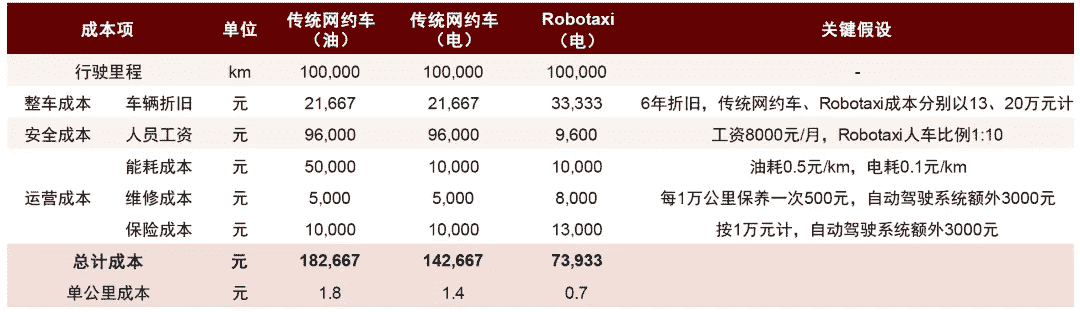 成本项 单位 传统网约车（油） 传统网约车（电） Robotaxi（电） 关键假设
行驶里程 km 100,000 100,000 100,000 -
整车成本 车辆折旧 元 21,667 21,667 33,333 6年折旧，传统网约车、Robotaxi成本分别以13、20万元计
安全成本 人员工资 元 96,000 96,000 9,600 工资8000元/月，Robotaxi人车比例1:10
能耗成本 元 50,000 10,000 10,000 油耗0.5元/km，电耗0.1元/km
运营成本 维修成本 元 5,000 5,000 8,000 每1万公里保养一次500元，自动驾驶系统额外3000元
保险成本 元 10,000 10,000 13,000 按1万元计，自动驾驶系统额外3000元
总计成本 元 182,667 142,667 73,933
单公里成本 元 1.8 1.4 0.7